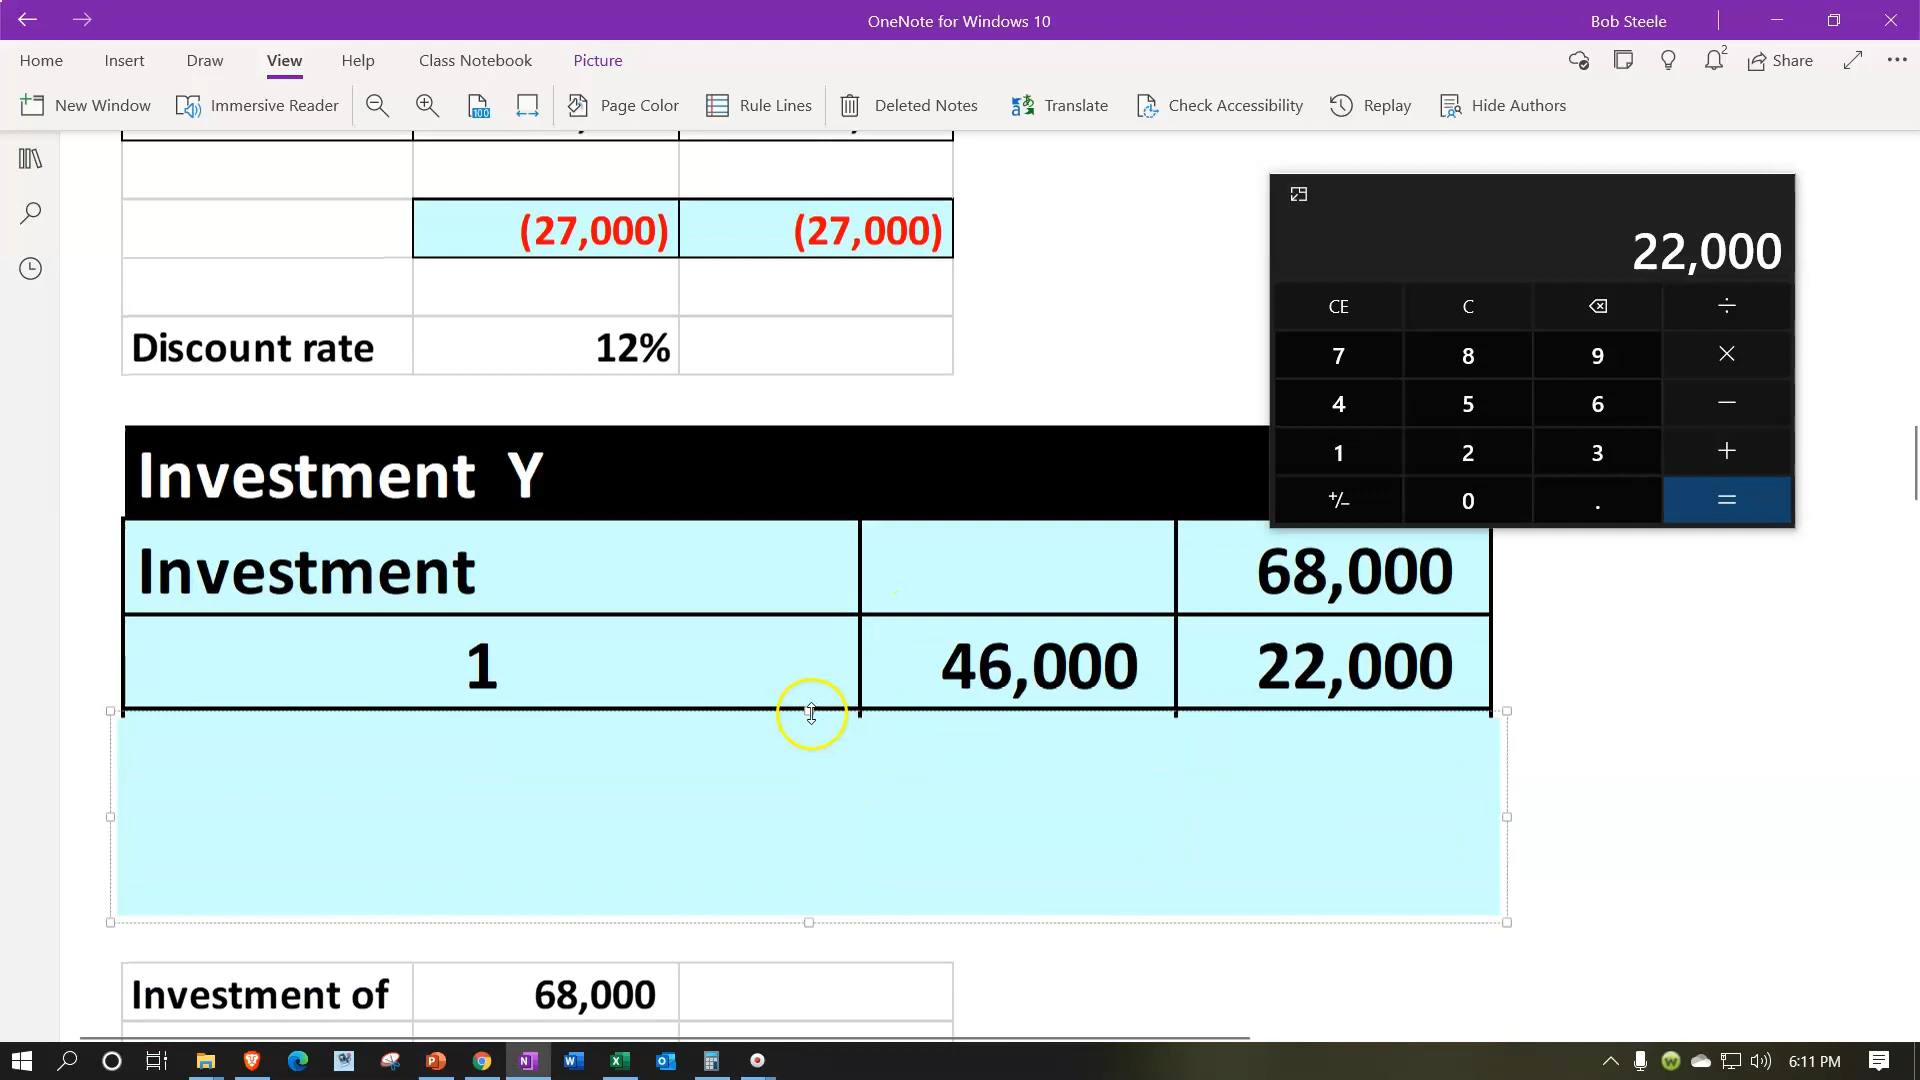 OneNote for Windows 10
Bob Steele
Home Insert Draw View Help Class Notebook Picture
2
Share
New Window Immersive Reader 100 Page Color Rule Lines Deleted Notes Translate Check Accessibility Replay Hide Authors
(27,000) (27,000)
Discount rate 12%
22,000
CE C ÷
7 8 9 ×
4 5 6 −
1 2 3 +
+/− 0 . =
Investment Y
Investment 68,000
1 46,000 22,000
Investment of 68,000
6:11 PM